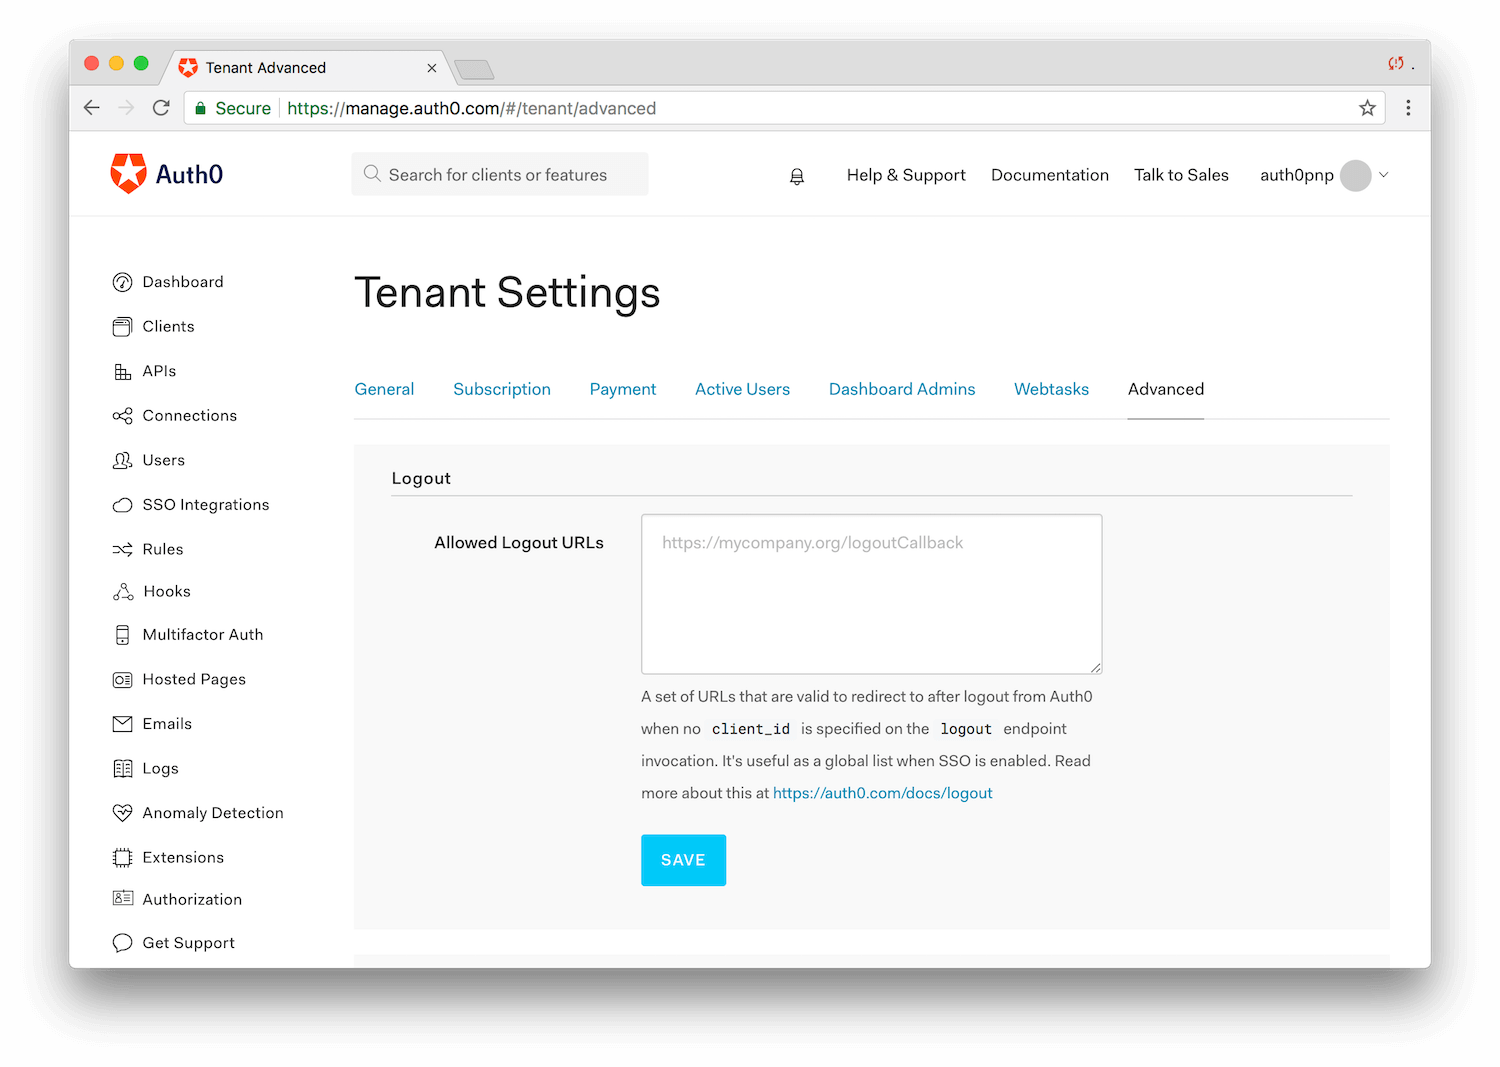 Tenant Advanced
Secure https://manage.auth0.com/#/tenant/advanced
Auth0
Search for clients or features
Help & Support
Documentation
Talk to Sales
auth0pnp
Dashboard
Clients
APIs
Connections
Users
SSO Integrations
Rules
Hooks
Multifactor Auth
Hosted Pages
Emails
Logs
Anomaly Detection
Extensions
Authorization
Get Support
Tenant Settings
General
Subscription
Payment
Active Users
Dashboard Admins
Webtasks
Advanced
Logout
Allowed Logout URLs
https://mycompany.org/logoutCallback
A set of URLs that are valid to redirect to after logout from Auth0
when no client_id is specified on the logout endpoint
invocation. It's useful as a global list when SSO is enabled. Read
more about this at https://auth0.com/docs/logout
SAVE